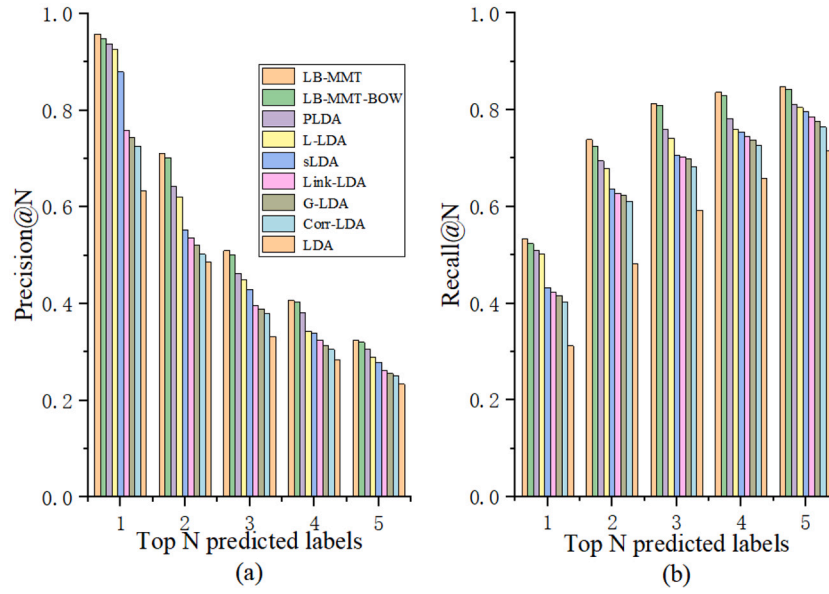 1.0
0.8
0.6
0.4
0.2
0.0
Precision@N
LB-MMT
LB-MMT-BOW
PLDA
L-LDA
sLDA
Link-LDA
G-LDA
Corr-LDA
LDA
1 2 3 4 5
Top N predicted labels
(a)
1.0
0.8
0.6
0.4
0.2
0.0
Recall@N
1 2 3 4 5
Top N predicted labels
(b)